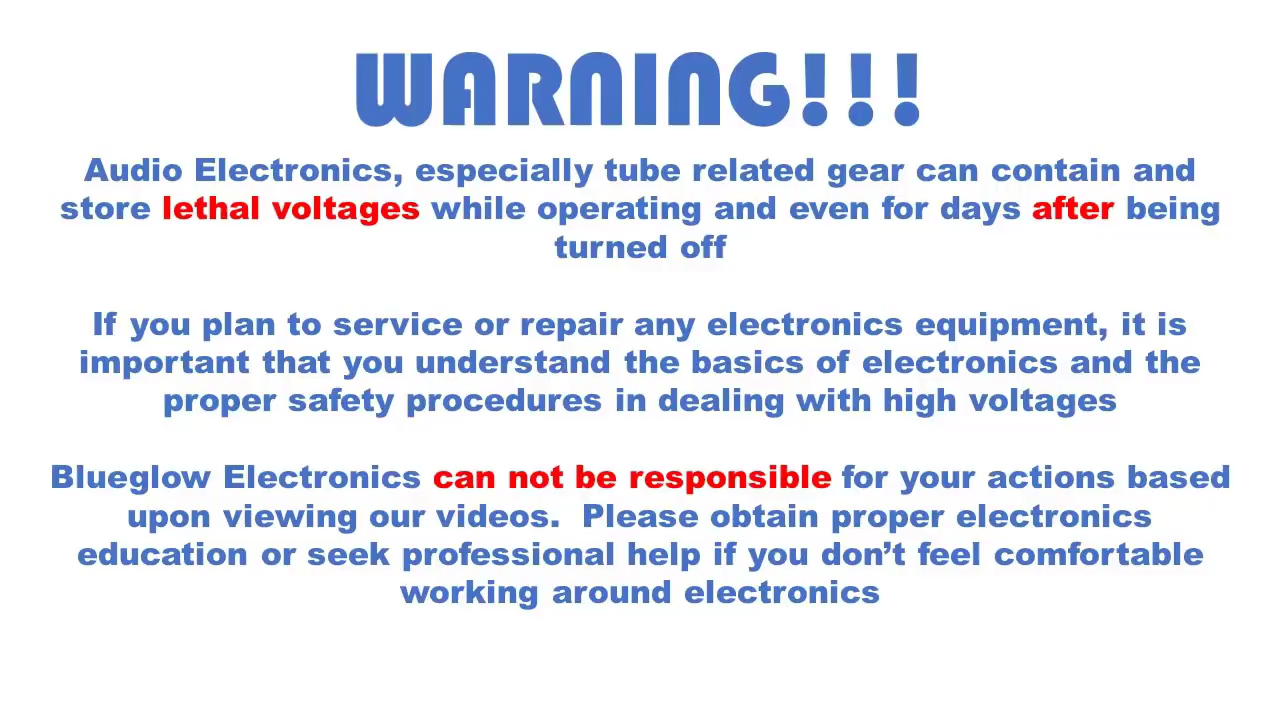 WARNING!!!
Audio Electronics, especially tube related gear can contain and
store lethal voltages while operating and even for days after being
turned off
If you plan to service or repair any electronics equipment, it is
important that you understand the basics of electronics and the
proper safety procedures in dealing with high voltages
Blueglow Electronics can not be responsible for your actions based
upon viewing our videos.  Please obtain proper electronics
education or seek professional help if you don’t feel comfortable
working around electronics